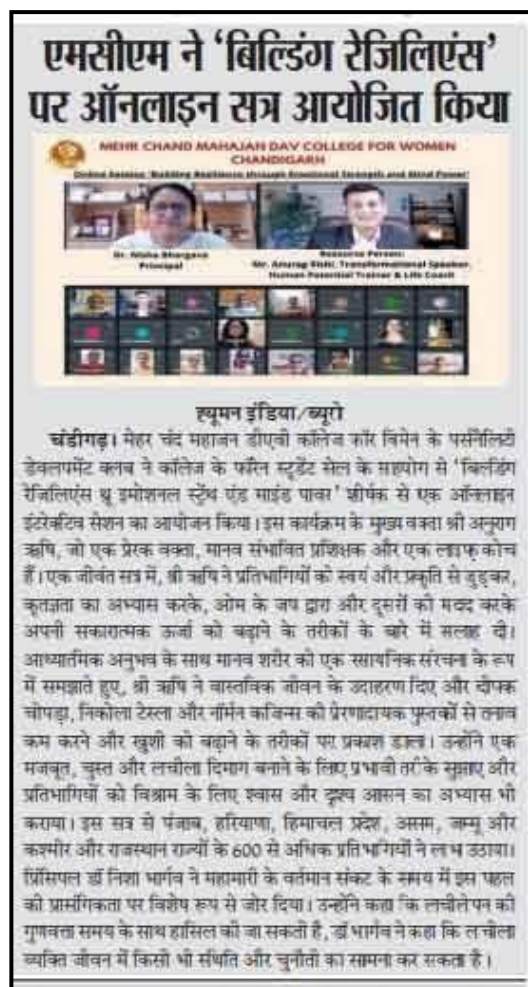 एमसीएम ने ‘बिल्डिंग रेजिलिएंस’
पर ऑनलाइन सत्र आयोजित किया
MEHR CHAND MAHAJAN DAV COLLEGE FOR WOMEN
CHANDIGARH
Online Session 'Building Resilience through Emotional Strength and Mind Power'
Dr. Nisha Bhargava
Principal
Resource Person:
Mr. Anurag Rishi, Transformational Speaker,
Human Potential Trainer & Life Coach
ह्यूमन इंडिया/ब्यूरो
चंडीगढ़। मेहर चंद महाजन डीएवी कॉलेज फॉर विमेन के पर्सनैलिटी
डेवलपमेंट क्लब ने कॉलेज के फॉरेन स्टूडेंट सेल के सहयोग से ‘बिल्डिंग
रेजिलिएंस थ्रू इमोशनल स्ट्रेंथ एंड माइंड पावर’ शीर्षक से एक ऑनलाइन
इंटरेक्टिव सेशन का आयोजन किया। इस कार्यक्रम के मुख्य वक्ता श्री अनुराग
ऋषि, जो एक प्रेरक वक्ता, मानव संभावित प्रशिक्षक और एक लाइफ कोच
हैं। एक जीवंत सत्र में, श्री ऋषि ने प्रतिभागियों को स्वयं और प्रकृति से जुड़कर,
कृतज्ञता का अभ्यास करके, ओम के जप द्वारा और दूसरों की मदद करके
अपनी सकारात्मक ऊर्जा को बढ़ाने के तरीकों के बारे में सलाह दी।
आध्यात्मिक अनुभव के साथ मानव शरीर को एक रसायनिक संरचना के रूप
में समझाते हुए, श्री ऋषि ने वास्तविक जीवन के उदाहरण दिए और दीपक
चोपड़ा, निकोला टेस्ला और नॉर्मन कजिन्स की प्रेरणादायक पुस्तकों से तनाव
कम करने और खुशी को बढ़ाने के तरीकों पर प्रकाश डाला। उन्होंने एक
मजबूत, चुस्त और लचीला दिमाग बनाने के लिए प्रभावी तरीके सुझाए और
प्रतिभागियों को विश्राम के लिए श्वास और दृश्य आसन का अभ्यास भी
कराया। इस सत्र से पंजाब, हरियाणा, हिमाचल प्रदेश, असम, जम्मू और
कश्मीर और राजस्थान राज्यों के 600 से अधिक प्रतिभागियों ने लाभ उठाया।
प्रिंसिपल डॉ निशा भार्गव ने महामारी के वर्तमान संकट के समय में इस पहल
की प्रासंगिकता पर विशेष रूप से जोर दिया। उन्होंने कहा कि लचीलेपन की
गुणवत्ता समय के साथ हासिल की जा सकती है, डॉ भार्गव ने कहा कि लचीला
व्यक्ति जीवन में किसी भी स्थिति और चुनौती का सामना कर सकता है।